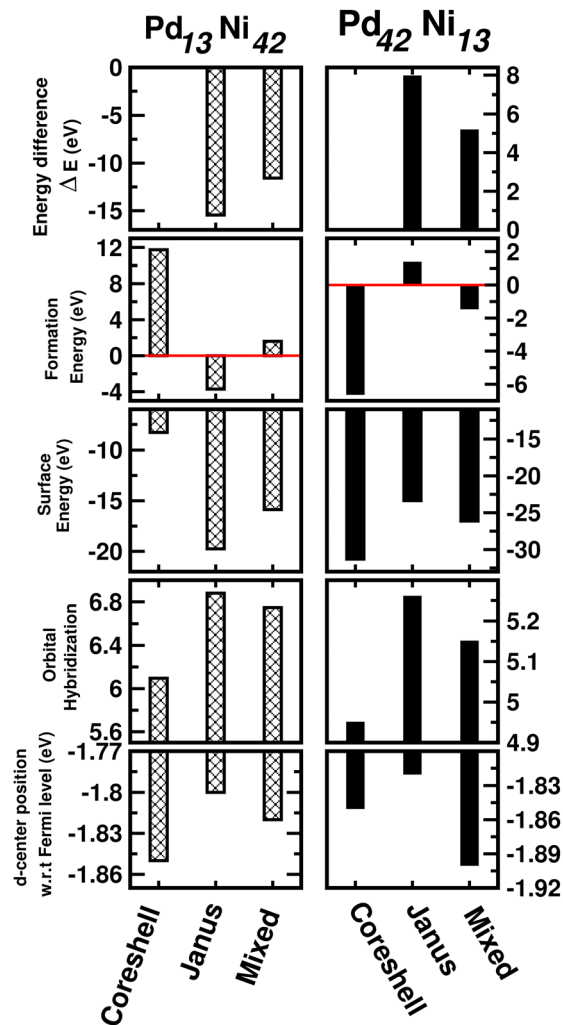 Pd13 Ni42
Pd42 Ni13
Energy difference
Δ E (eV)
0
-5
-10
-15
8
6
4
2
0
Formation
Energy (eV)
12
8
4
0
-4
2
0
-2
-4
-6
Surface
Energy (eV)
-10
-15
-20
-15
-20
-25
-30
Orbital
Hybridization
6.8
6.4
6
5.6
5.2
5.1
5
4.9
d-center position
w.r.t Fermi level (eV)
-1.77
-1.8
-1.83
-1.86
-1.83
-1.86
-1.89
-1.92
Coreshell
Janus
Mixed
Coreshell
Janus
Mixed